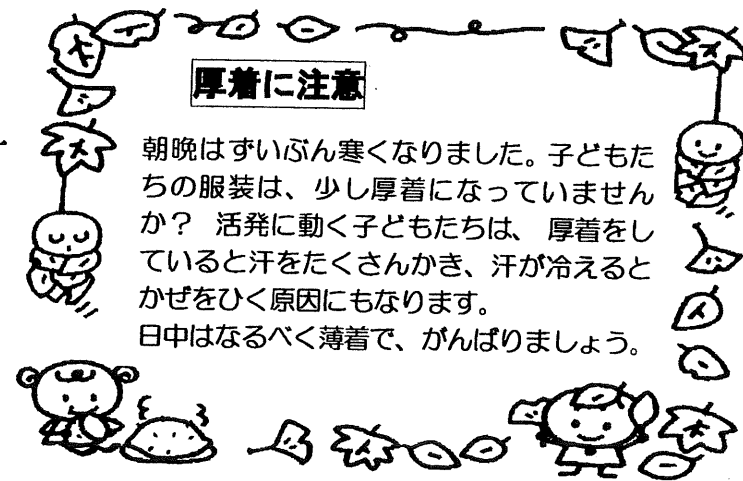 厚着に注意
朝晩はずいぶん寒くなりました。子どもた
ちの服装は、少し厚着になっていません
か？ 活発に動く子どもたちは、厚着をし
ていると汗をたくさんかき、汗が冷えると
かぜをひく原因にもなります。
日中はなるべく薄着で、がんばりましょう。